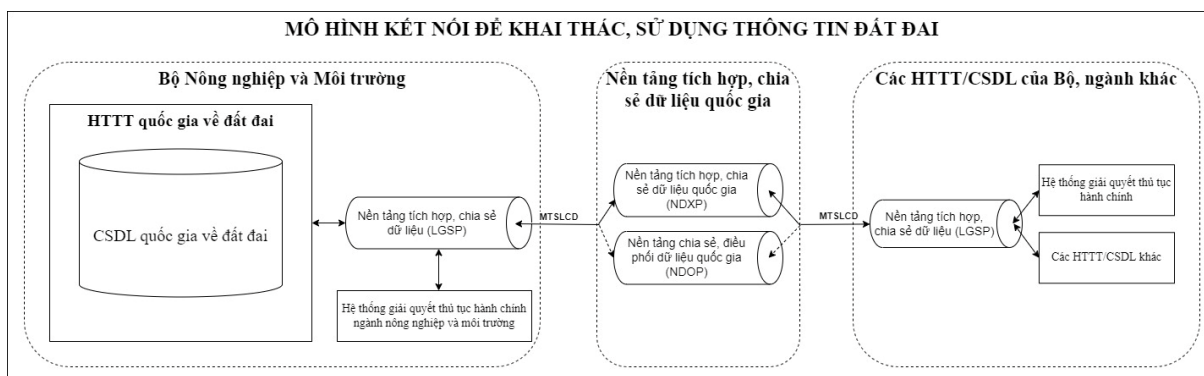 MÔ HÌNH KẾT NỐI ĐỂ KHAI THÁC, SỬ DỤNG THÔNG TIN ĐẤT ĐAI
Bộ Nông nghiệp và Môi trường
HTTT quốc gia về đất đai
CSDL quốc gia về đất đai
Nền tảng tích hợp, chia sẻ
dữ liệu (LGSP)
Hệ thống giải quyết thủ tục hành chính
ngành nông nghiệp và môi trường
MTSLCD
Nền tảng tích hợp, chia
sẻ dữ liệu quốc gia
Nền tảng tích hợp, chia
sẻ dữ liệu quốc gia
(NDXP)
Nền tảng chia sẻ, điều
phối dữ liệu quốc gia
(NDOP)
MTSLCD
Các HTTT/CSDL của Bộ, ngành khác
Nền tảng tích hợp,
chia sẻ dữ liệu (LGSP)
Hệ thống giải quyết thủ tục
hành chính
Các HTTT/CSDL khác